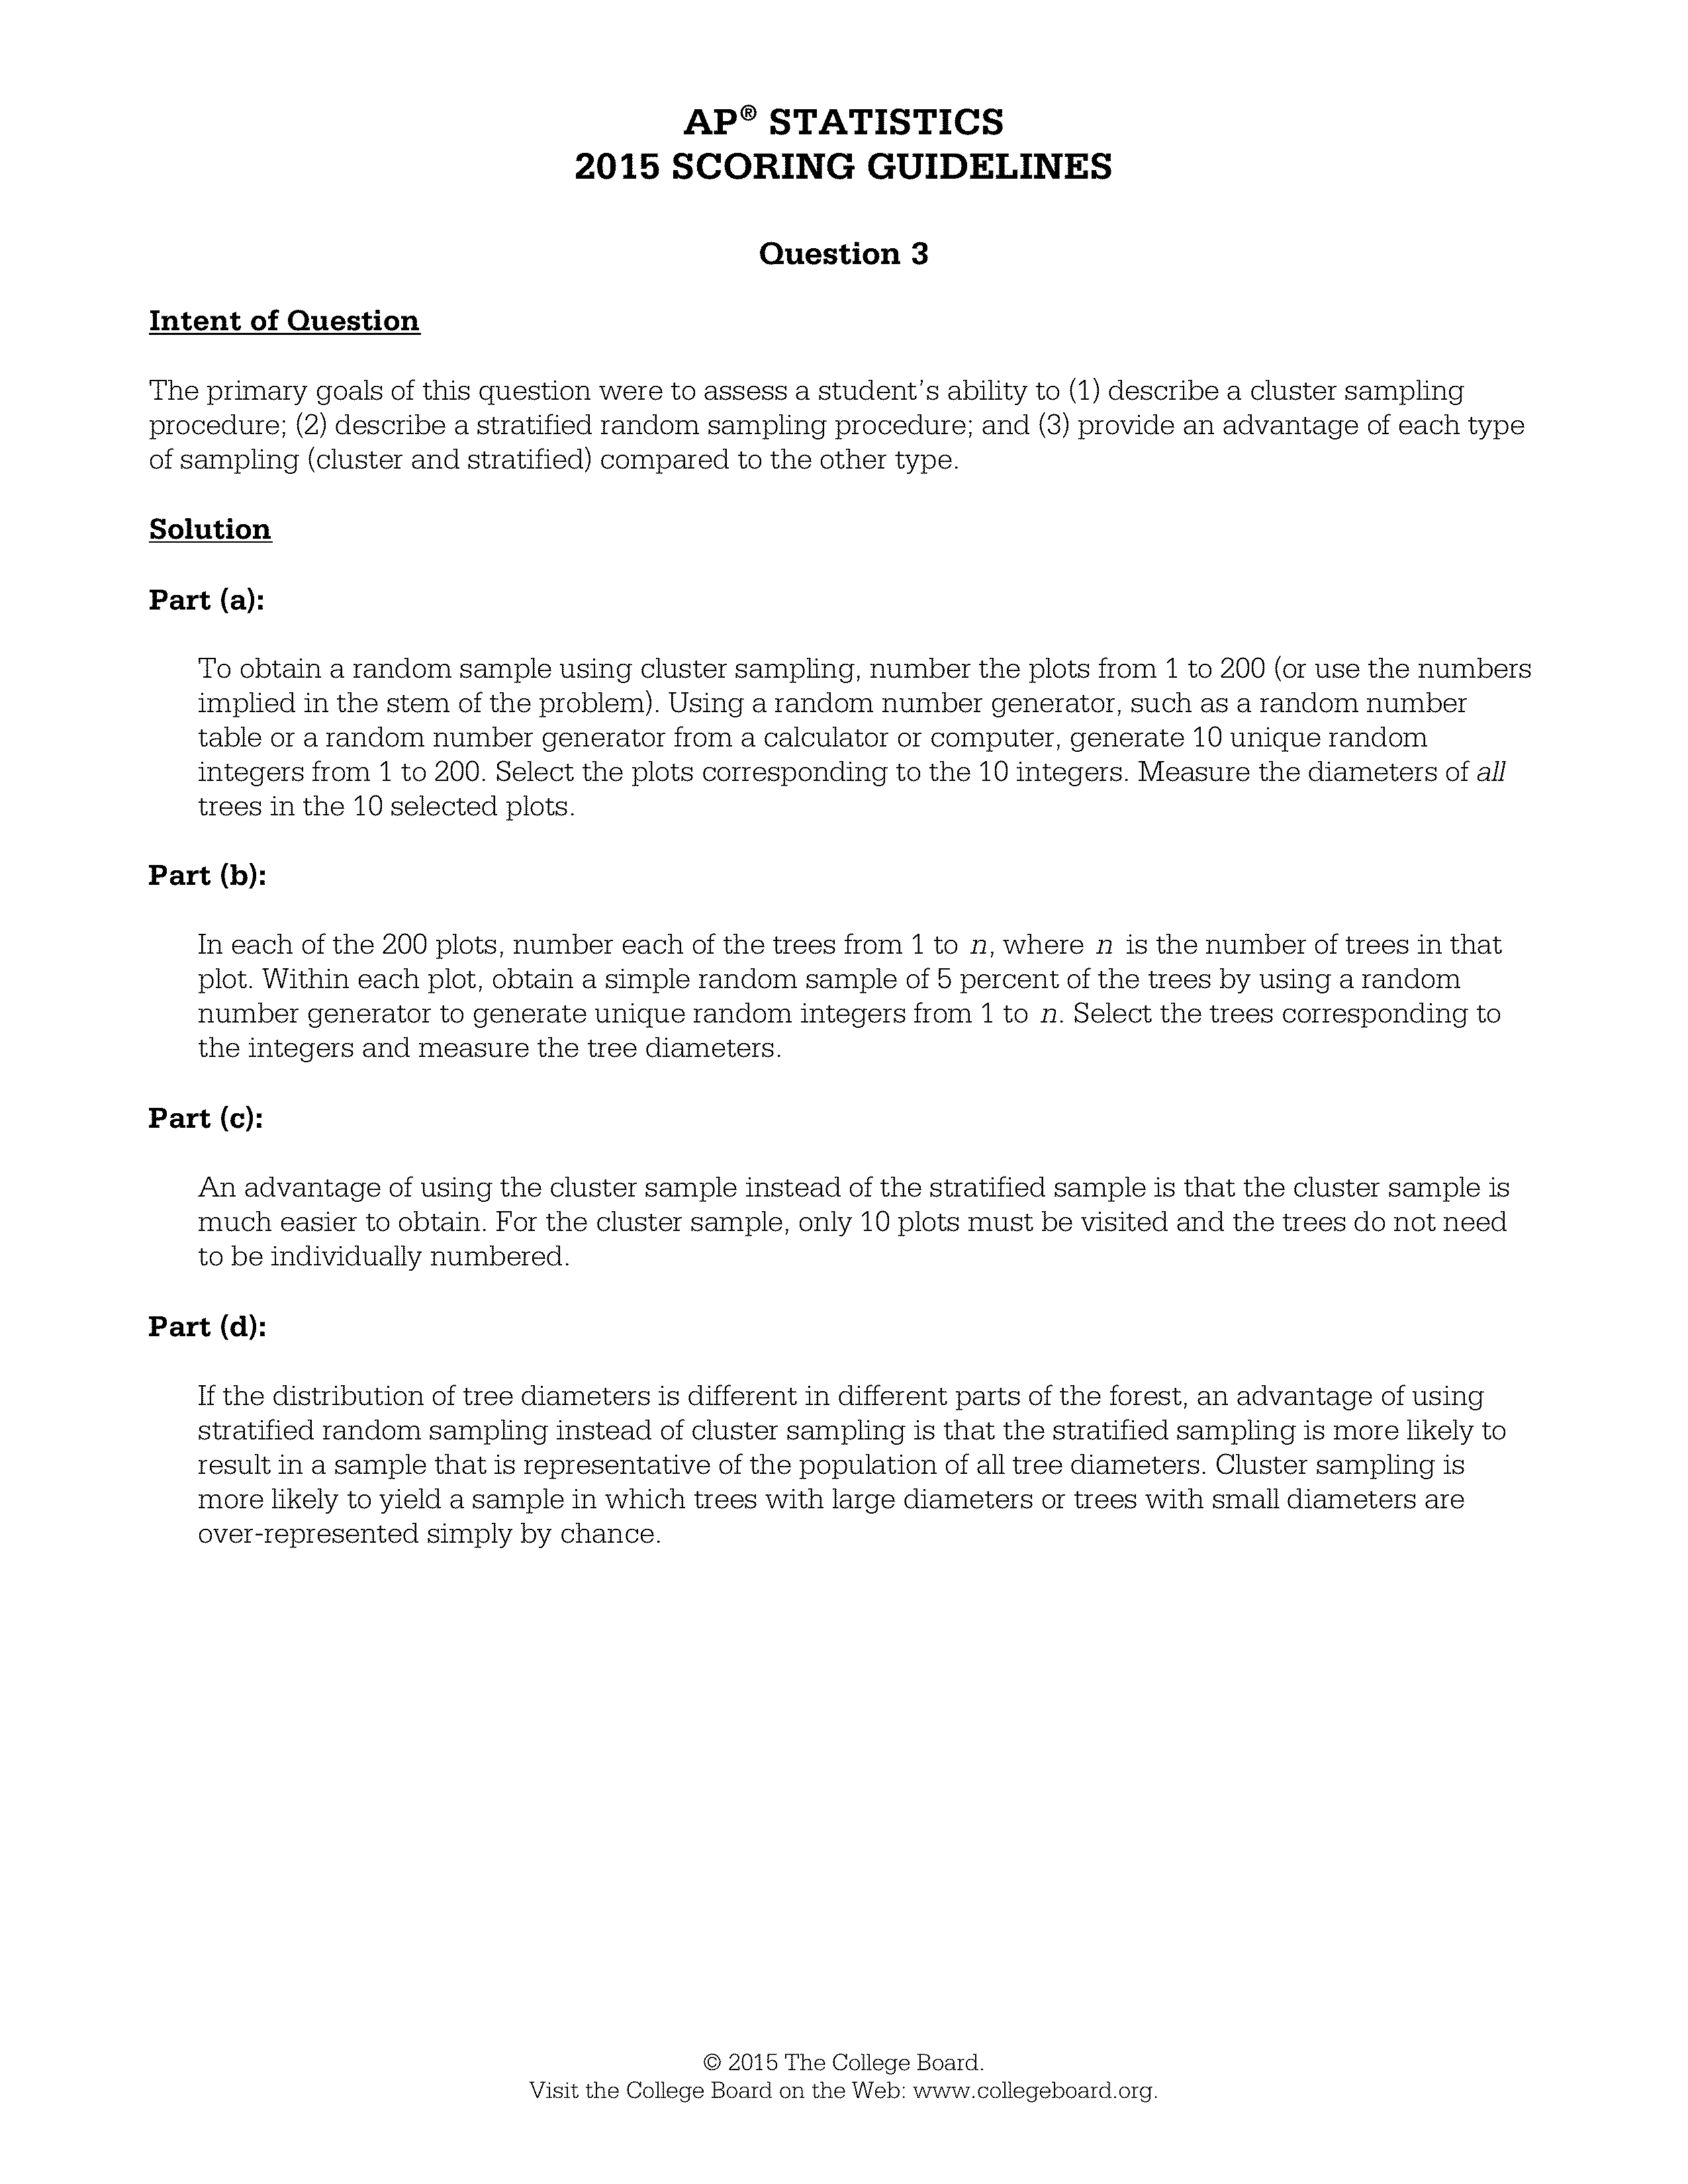 AP® STATISTICS
2015 SCORING GUIDELINES
Question 3
Intent of Question
The primary goals of this question were to assess a student's ability to (1) describe a cluster sampling
procedure; (2) describe a stratified random sampling procedure; and (3) provide an advantage of each type
of sampling (cluster and stratified) compared to the other type.
Solution
Part (a):
To obtain a random sample using cluster sampling, number the plots from 1 to 200 (or use the numbers
implied in the stem of the problem). Using a random number generator, such as a random number
table or a random number generator from a calculator or computer, generate 10 unique random
integers from 1 to 200. Select the plots corresponding to the 10 integers. Measure the diameters of all
trees in the 10 selected plots.
Part (b):
In each of the 200 plots, number each of the trees from 1 to n, where n is the number of trees in that
plot. Within each plot, obtain a simple random sample of 5 percent of the trees by using a random
number generator to generate unique random integers from 1 to n. Select the trees corresponding to
the integers and measure the tree diameters.
Part (c):
An advantage of using the cluster sample instead of the stratified sample is that the cluster sample is
much easier to obtain. For the cluster sample, only 10 plots must be visited and the trees do not need
to be individually numbered.
Part (d):
If the distribution of tree diameters is different in different parts of the forest, an advantage of using
stratified random sampling instead of cluster sampling is that the stratified sampling is more likely to
result in a sample that is representative of the population of all tree diameters. Cluster sampling is
more likely to yield a sample in which trees with large diameters or trees with small diameters are
over-represented simply by chance.
© 2015 The College Board.
Visit the College Board on the Web: www.collegeboard.org.